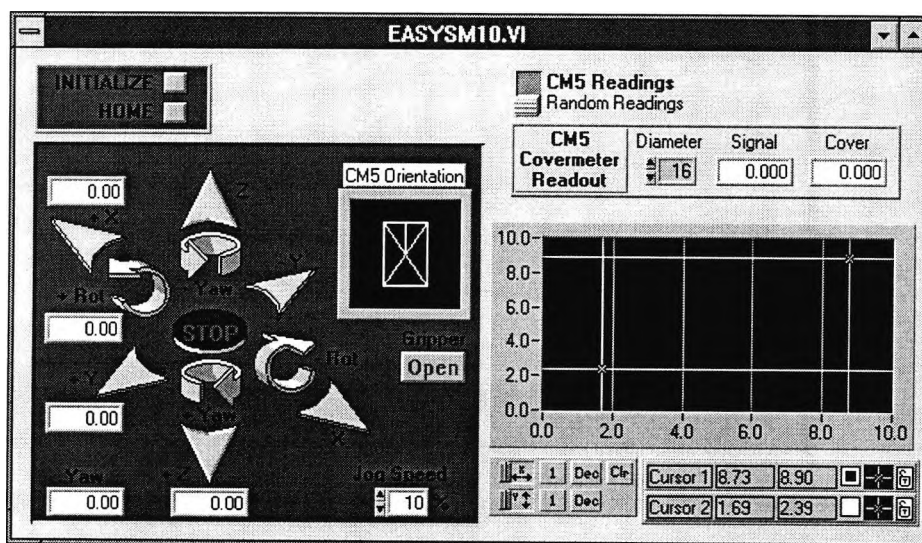 EASYSM10.VI
INITIALIZE
HOME
CM5 Readings
Random Readings
CM5 Covermeter Readout
Diameter
16
Signal
0.000
Cover
0.000
0.00
+ X
Z
CM5 Orientation
- Yaw
- Y
+ Rot
0.00
STOP
Gripper
Open
- Rot
+ Y
0.00
+ Yaw
X
Yaw
0.00
+ Z
0.00
Jog Speed
10 %
10.0
8.0
6.0
4.0
2.0
0.0
0.0 2.0 4.0 6.0 8.0 10.0
X 1 Dec Clr
Y 1 Dec
Cursor 1 8.73 8.90
Cursor 2 1.69 2.39